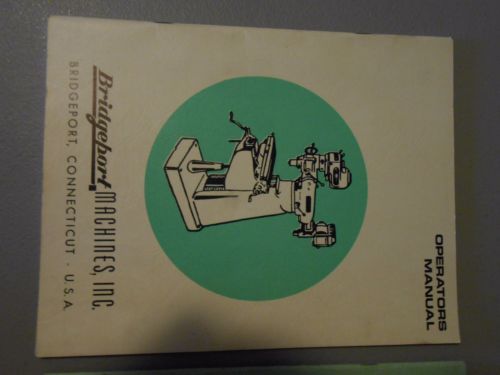 OPERATORS
MANUAL
Bridgeport MACHINES, INC.
BRIDGEPORT, CONNECTICUT · U.S.A.